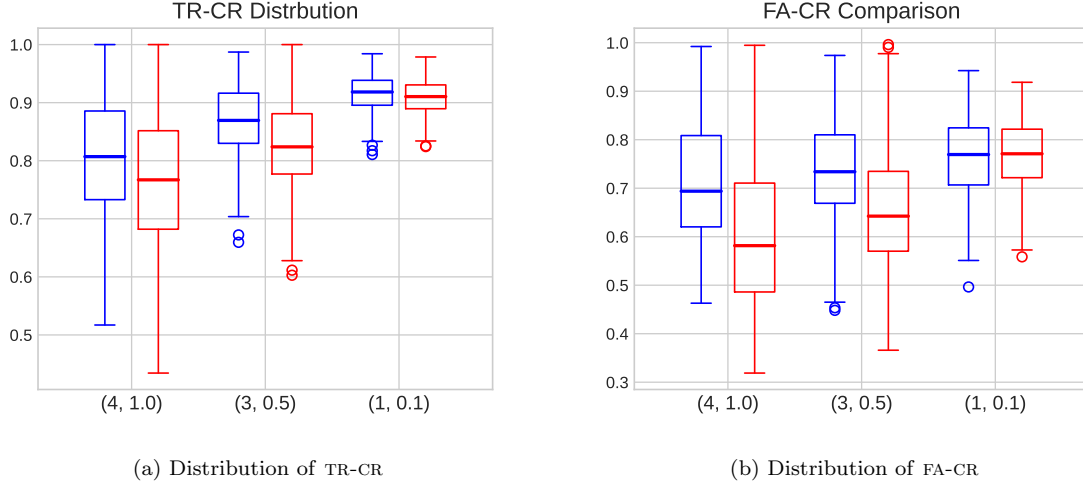 TR-CR Distrbution
1.0
0.9
0.8
0.7
0.6
0.5
(4, 1.0) (3, 0.5) (1, 0.1)
(a) Distribution of TR-CR
FA-CR Comparison
1.0
0.9
0.8
0.7
0.6
0.5
0.4
0.3
(4, 1.0) (3, 0.5) (1, 0.1)
(b) Distribution of FA-CR